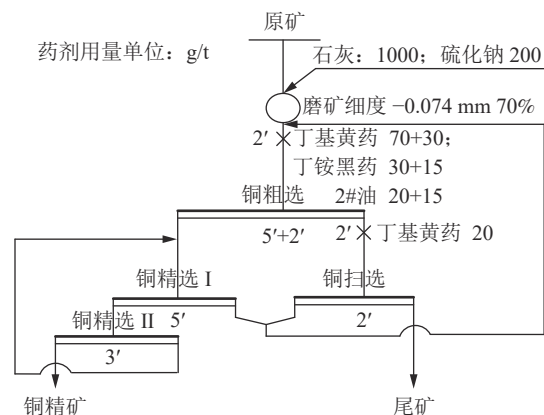 原矿
药剂用量单位：g/t
石灰：1000；硫化钠 200
磨矿细度 −0.074 mm 70%
2′ 丁基黄药 70+30；
丁铵黑药 30+15
铜粗选 2#油 20+15
5′+2′ 2′ 丁基黄药 20
铜精选 I 铜扫选
铜精选 II 5′ 2′
3′
铜精矿 尾矿